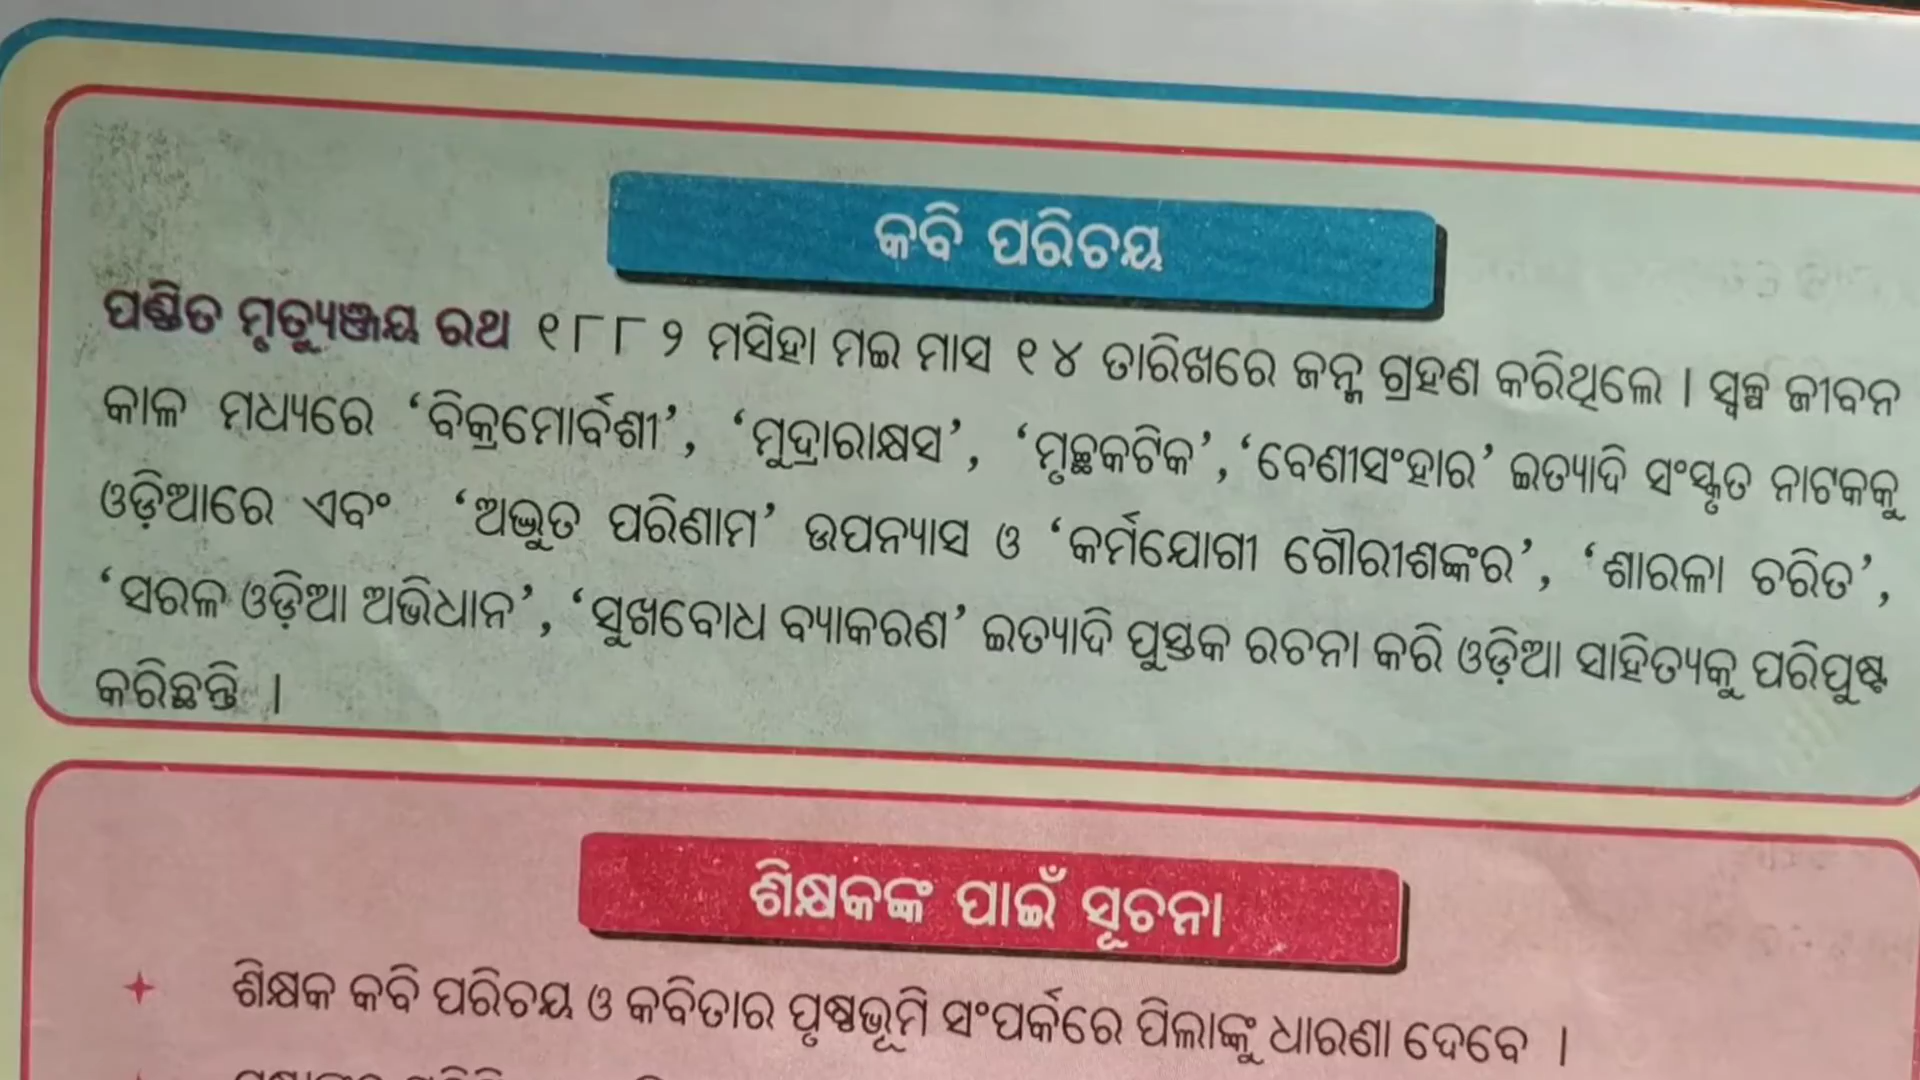 କବି ପରିଚୟ
ପଣ୍ଡିତ ମୃତ୍ୟୁଞ୍ଜୟ ରଥ ୧୮୮୨ ମସିହା ମଇ ମାସ ୧୪ ତାରିଖରେ ଜନ୍ମ ଗ୍ରହଣ କରିଥିଲେ । ସ୍ୱଳ୍ପ ଜୀବନ
କାଳ ମଧ୍ୟରେ ‘ବିକ୍ରମୋର୍ବଶୀ’, ‘ମୁଦ୍ରାରାକ୍ଷସ’, ‘ମୃଚ୍ଛକଟିକ’, ‘ବେଣୀସଂହାର’ ଇତ୍ୟାଦି ସଂସ୍କୃତ ନାଟକକୁ
ଓଡ଼ିଆରେ ଏବଂ ‘ଅଦ୍ଭୁତ ପରିଣାମ’ ଉପନ୍ୟାସ ଓ ‘କର୍ମଯୋଗୀ ଗୌରୀଶଙ୍କର’, ‘ଶାରଳା ଚରିତ’,
‘ସରଳ ଓଡ଼ିଆ ଅଭିଧାନ’, ‘ସୁଖବୋଧ ବ୍ୟାକରଣ’ ଇତ୍ୟାଦି ପୁସ୍ତକ ରଚନା କରି ଓଡ଼ିଆ ସାହିତ୍ୟକୁ ପରିପୁଷ୍ଟ
କରିଛନ୍ତି ।
ଶିକ୍ଷକଙ୍କ ପାଇଁ ସୂଚନା
ଶିକ୍ଷକ କବି ପରିଚୟ ଓ କବିତାର ପୃଷ୍ଠଭୂମି ସଂପର୍କରେ ପିଲାଙ୍କୁ ଧାରଣା ଦେବେ ।